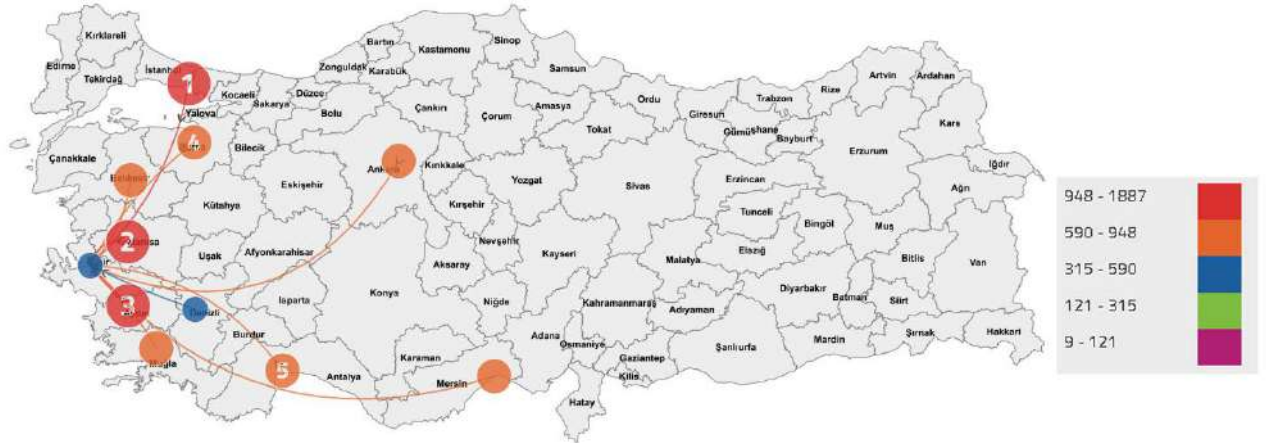 Kırklareli
Edirne
Tekirdağ
İstanbul
1
Kocaeli
Yalova
Sakarya
Düzce
Zonguldak
Bartın
Karabük
Kastamonu
Sinop
Samsun
Bolu
Çankırı
Çorum
Amasya
Ordu
Tokat
Giresun
Trabzon
Gümüşhane
Bayburt
Rize
Artvin
Ardahan
Kars
Iğdır
Erzurum
Ağrı
Çanakkale
4
Bilecik
Eskişehir
Ankara
Kırıkkale
Yozgat
Sivas
Erzincan
Kütahya
Kırşehir
Tunceli
Bingöl
Muş
2
Uşak
Afyonkarahisar
Nevşehir
Aksaray
Kayseri
Malatya
Elazığ
Bitlis
Van
3
Denizli
Isparta
Konya
Niğde
Kahramanmaraş
Adıyaman
Diyarbakır
Batman
Siirt
Burdur
Muğla
5
Antalya
Karaman
Mersin
Adana
Osmaniye
Gaziantep
Kilis
Şanlıurfa
Mardin
Şırnak
Hakkari
Hatay
948 - 1887
590 - 948
315 - 590
121 - 315
9 - 121